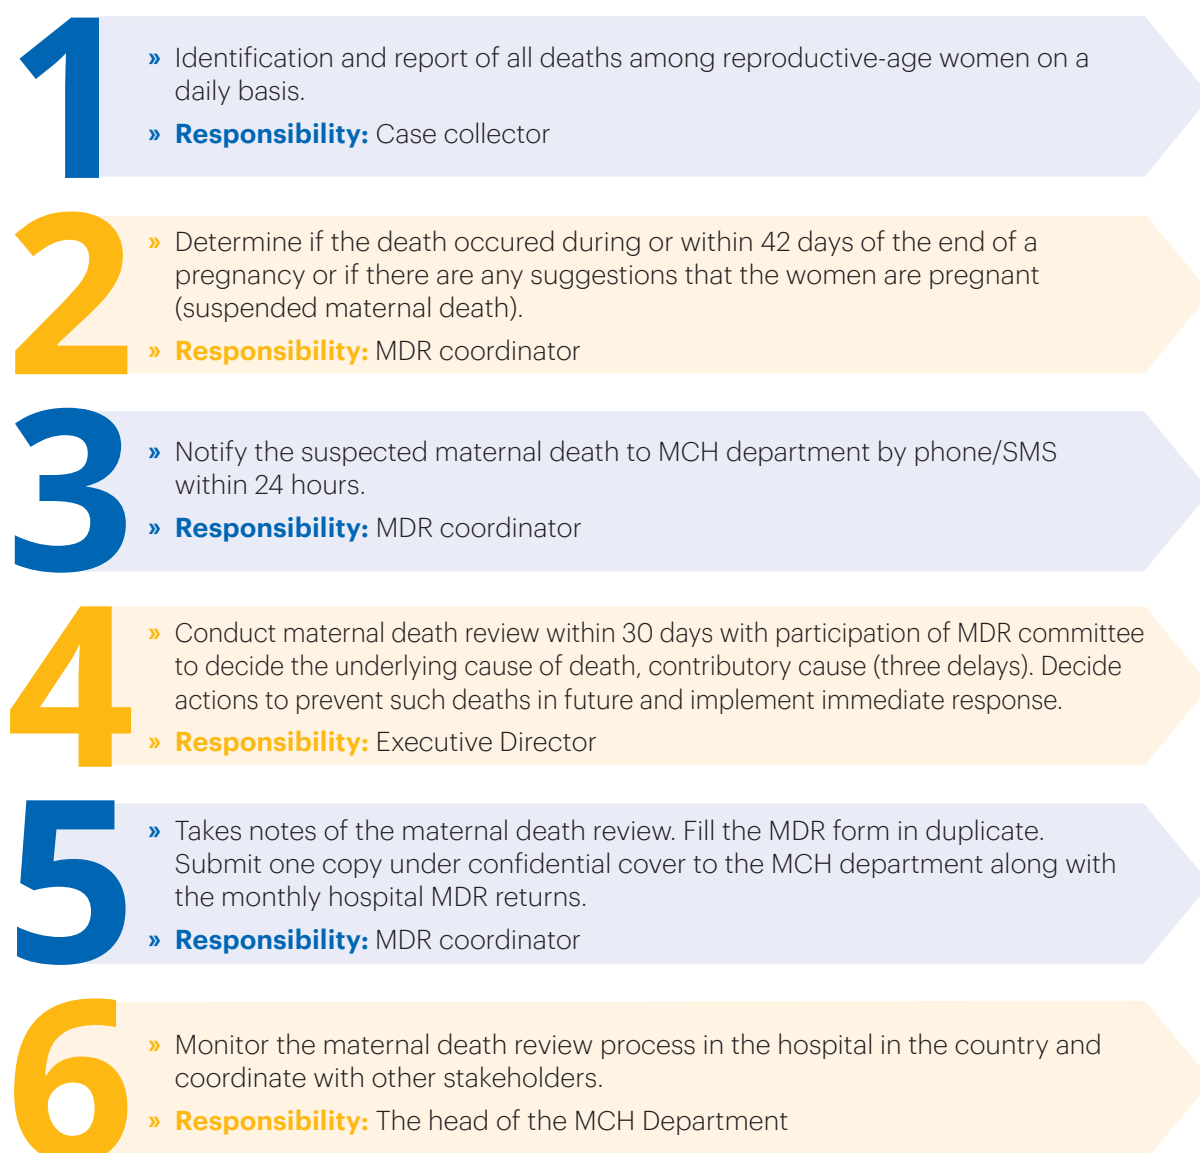 1
» Identification and report of all deaths among reproductive-age women on a
daily basis.
» Responsibility: Case collector
2
» Determine if the death occured during or within 42 days of the end of a
pregnancy or if there are any suggestions that the women are pregnant
(suspended maternal death).
» Responsibility: MDR coordinator
3
» Notify the suspected maternal death to MCH department by phone/SMS
within 24 hours.
» Responsibility: MDR coordinator
4
» Conduct maternal death review within 30 days with participation of MDR committee
to decide the underlying cause of death, contributory cause (three delays). Decide
actions to prevent such deaths in future and implement immediate response.
» Responsibility: Executive Director
5
» Takes notes of the maternal death review. Fill the MDR form in duplicate.
Submit one copy under confidential cover to the MCH department along with
the monthly hospital MDR returns.
» Responsibility: MDR coordinator
6
» Monitor the maternal death review process in the hospital in the country and
coordinate with other stakeholders.
» Responsibility: The head of the MCH Department